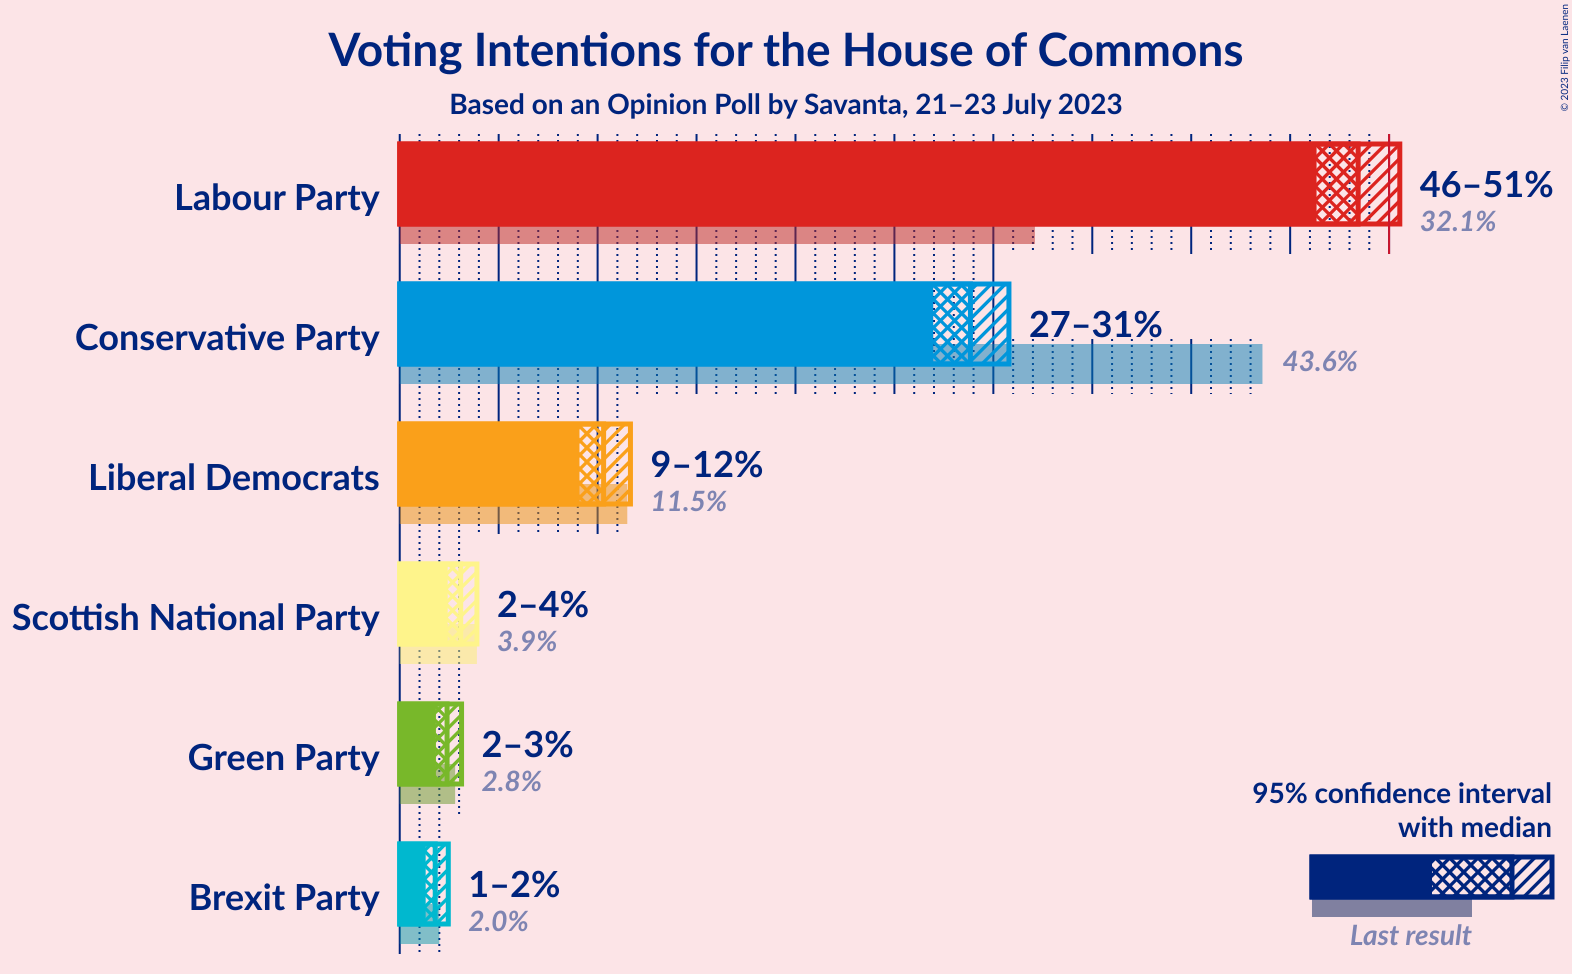 Voting Intentions for the House of Commons
Based on an Opinion Poll by Savanta, 21–23 July 2023
© 2023 Filip van Laenen
Labour Party
46–51%
32.1%
Conservative Party
27–31%
43.6%
Liberal Democrats
9–12%
11.5%
Scottish National Party
2–4%
3.9%
Green Party
2–3%
2.8%
Brexit Party
1–2%
2.0%
95% confidence interval
with median
Last result